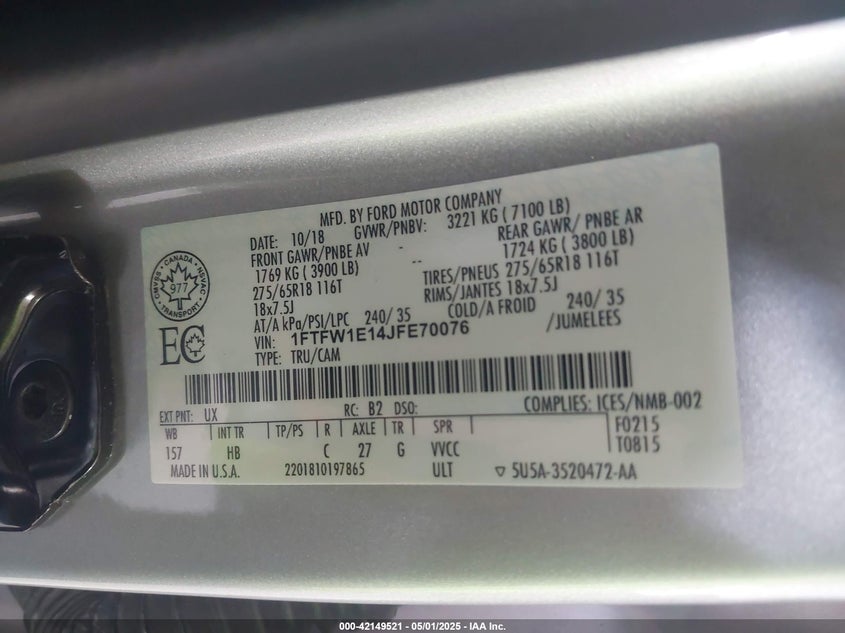 MFD. BY FORD MOTOR COMPANY
DATE: 10/18 GVWR/PNBV: 3221 KG ( 7100 LB)
FRONT GAWR/PNBE AV - REAR GAWR/ PNBE AR
1769 KG ( 3900 LB) -- 1724 KG ( 3800 LB)
275/65R18 116T TIRES/PNEUS 275/65R18 116T
18x7.5J RIMS/JANTES 18x7.5J
AT/A kPa/PSI/LPC 240/ 35 COLD/A FROID 240/ 35
VIN: 1FTFW1E14JFE70076 /JUMELEES
TYPE: TRU/CAM
CMVSS · CANADA · NSVAC
977
TRANSPORT
EC
EXT PNT: UX RC: B2 DSO: COMPLIES: ICES/NMB-002
WB INT TR TP/PS R AXLE TR SPR F0215
157 HB C 27 G VVCC T0815
MADE IN U.S.A. 2201810197865 ULT ▽ 5U5A-3520472-AA
000-42149521 - 05/01/2025 - IAA Inc.